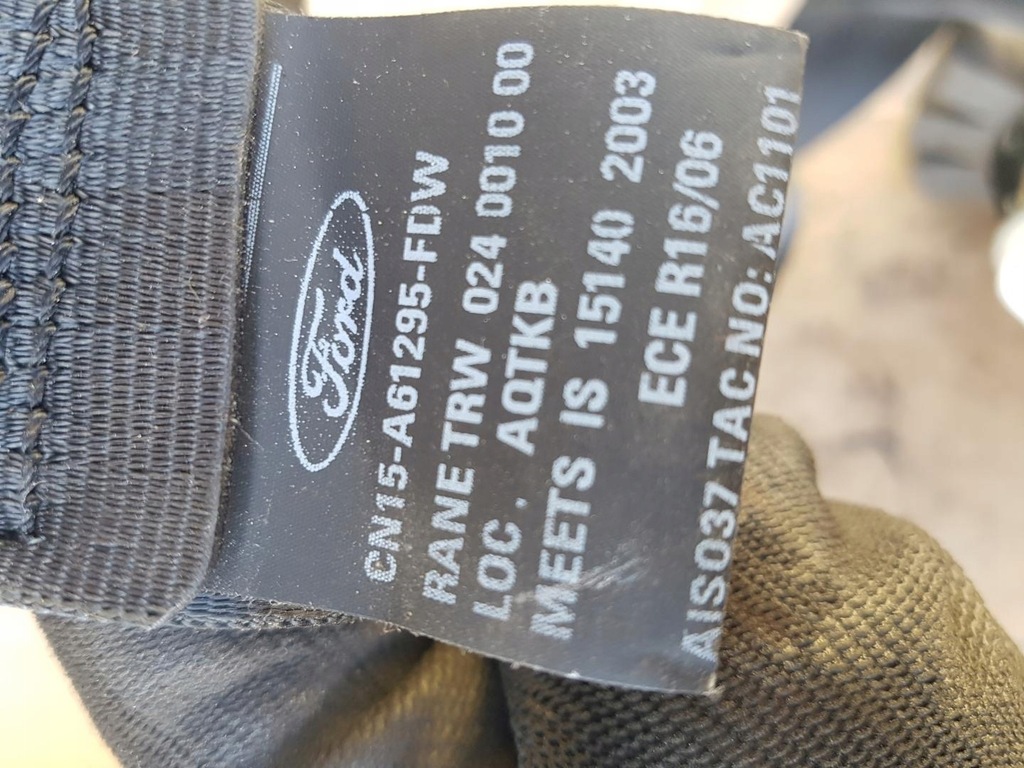 Ford
CN15-A61295-FDW
RANE TRW 024 0010 00
LOC . AQTKB
MEETS IS 15140 2003
ECE R16/06
AIS037 TAC NO: AC11101